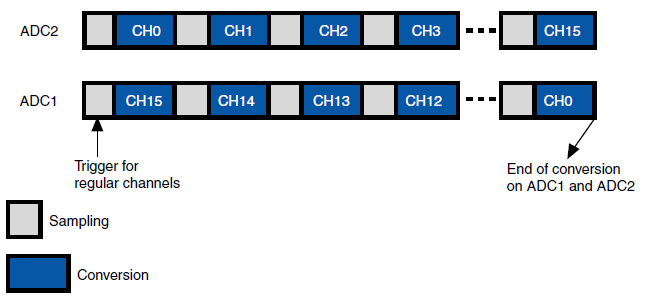 ADC2 CH0 CH1 CH2 CH3 CH15
ADC1 CH15 CH14 CH13 CH12 CH0
Trigger for
regular channels
End of conversion
on ADC1 and ADC2
Sampling
Conversion